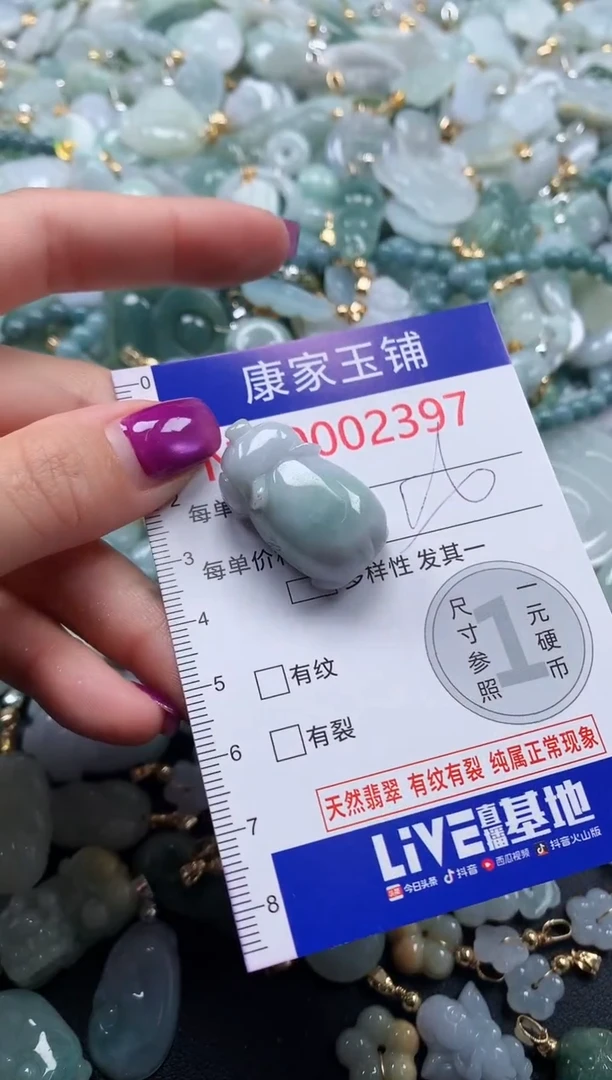 0
康家玉铺
0002397
2
每单
3
每单价
多样性 发其一
4
尺寸参照
1
一元硬币
5
有纹
6
有裂
天然翡翠 有纹有裂 纯属正常现象
7
LiVE直播基地
8
今日头条 抖音 西瓜视频 抖音火山版